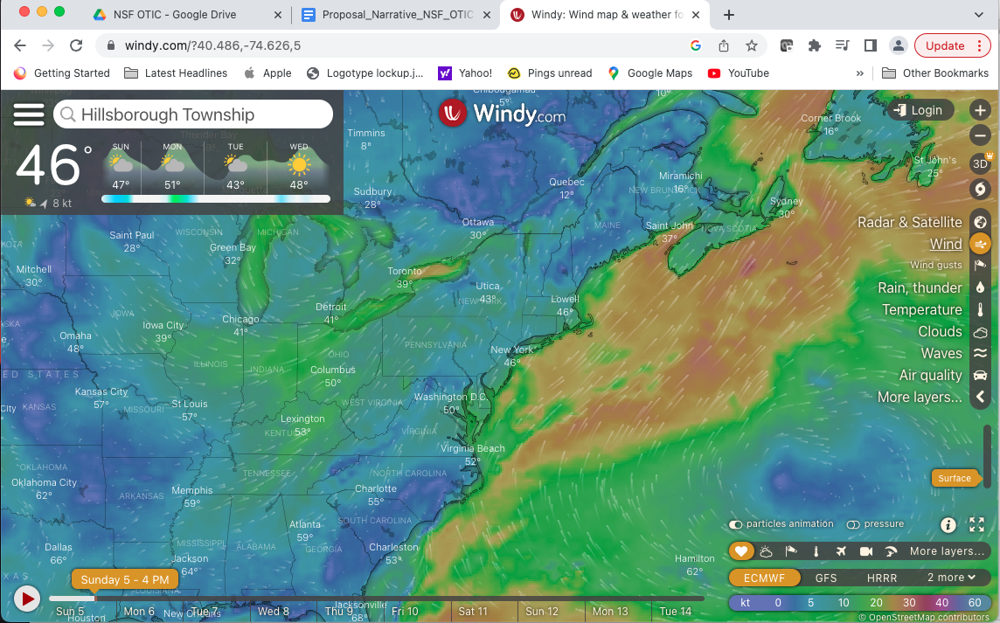 NSF OTIC - Google Drive
Proposal_Narrative_NSF_OTIC
Windy: Wind map & weather fo
windy.com/?40.486,-74.626,5
Update
Getting Started
Latest Headlines
Apple
Logotype lockup.j...
Yahoo!
Pings unread
Google Maps
YouTube
»
Other Bookmarks
Hillsborough Township
46°
8 kt
SUN
47°
MON
51°
TUE
43°
WED
48°
Windy.com
Login
3D
Chibougamau
5°
10°
Timmins
8°
Corner Brook
16°
St John's
25°
Quebec
12°
Miramichi
16°
NEW BRUNSWICK
Sudbury
28°
Sydney
30°
Ottawa
30°
MAINE
Saint John
37°
NOVA SCOTIA
Radar & Satellite
Wind
Wind gusts
Rain, thunder
Temperature
Clouds
Waves
Air quality
More layers...
KOTA
Saint Paul
28°
WISCONSIN
MICHIGAN
Green Bay
32°
Mitchell
30°
Toronto
39°
Utica
43°
NEW YORK
Lowell
46°
Detroit
41°
IOWA
Chicago
41°
Iowa City
39°
Omaha
48°
PENNSYLVANIA
New York
46°
ILLINOIS
INDIANA
OHIO
Columbus
50°
ED STATES
Kansas City
57°
St Louis
57°
WEST VIRGINIA
Washington D.C.
50°
City
KANSAS
MISSOURI
Lexington
53°
KENTU
VIRGINIA
Virginia Beach
52°
OKLAHOMA
Oklahoma City
62°
TENNESSEE
NORTH CAROLINA
Charlotte
55°
ARKANSAS
Memphis
59°
SOUTH CAROLINA
Atlanta
59°
Charleston
53°
Dallas
66°
MISSISSIPPI
ALABAMA
GEORGIA
Jackson
64°
Hamilton
62°
XAS
LOUISIANA
Houston
New Orleans
Jacksonville
68°
Surface
particles animation
pressure
More layers...
ECMWF
GFS
HRRR
2 more
kt 0 5 10 20 30 40 60
© OpenStreetMap contributors
Sunday 5 - 4 PM
Sun 5
Mon 6
Tue 7
Wed 8
Thu 9
Fri 10
Sat 11
Sun 12
Mon 13
Tue 14